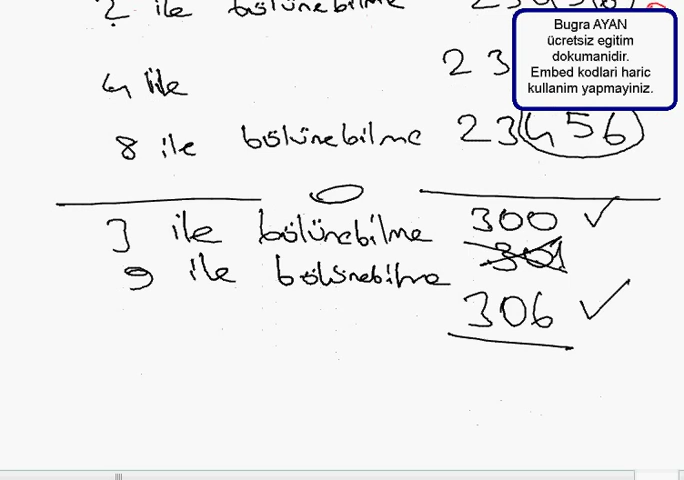 2 ile bölünebilme
Bugra AYAN
ücretsiz egitim
dokumanidir.
Embed kodlari haric
kullanim yapmayiniz.
4 ile 23
8 ile bölünebilme 23456
3 ile bölünebilme 300 ✓
301
9 ile bölünebilme
306 ✓